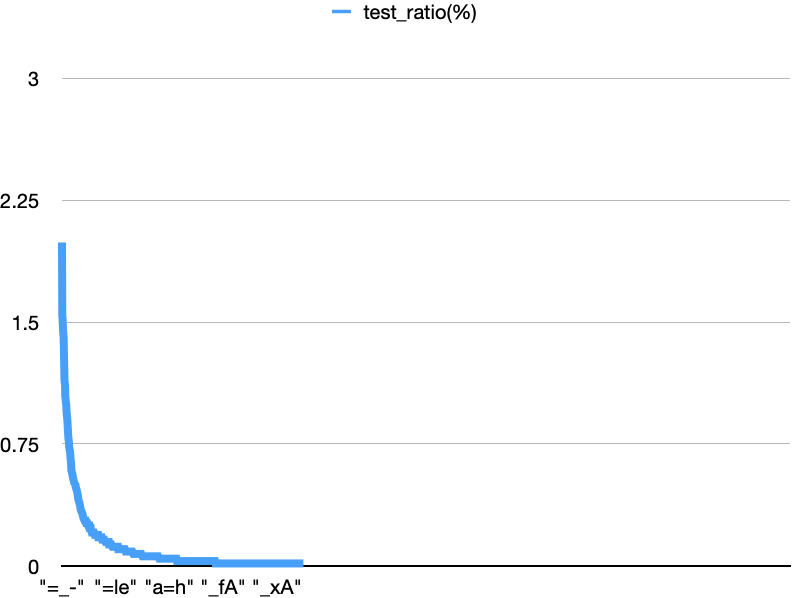 test_ratio(%)
3
2.25
1.5
0.75
0
"=_-" "=le" "a=h" "_fA" "_xA"